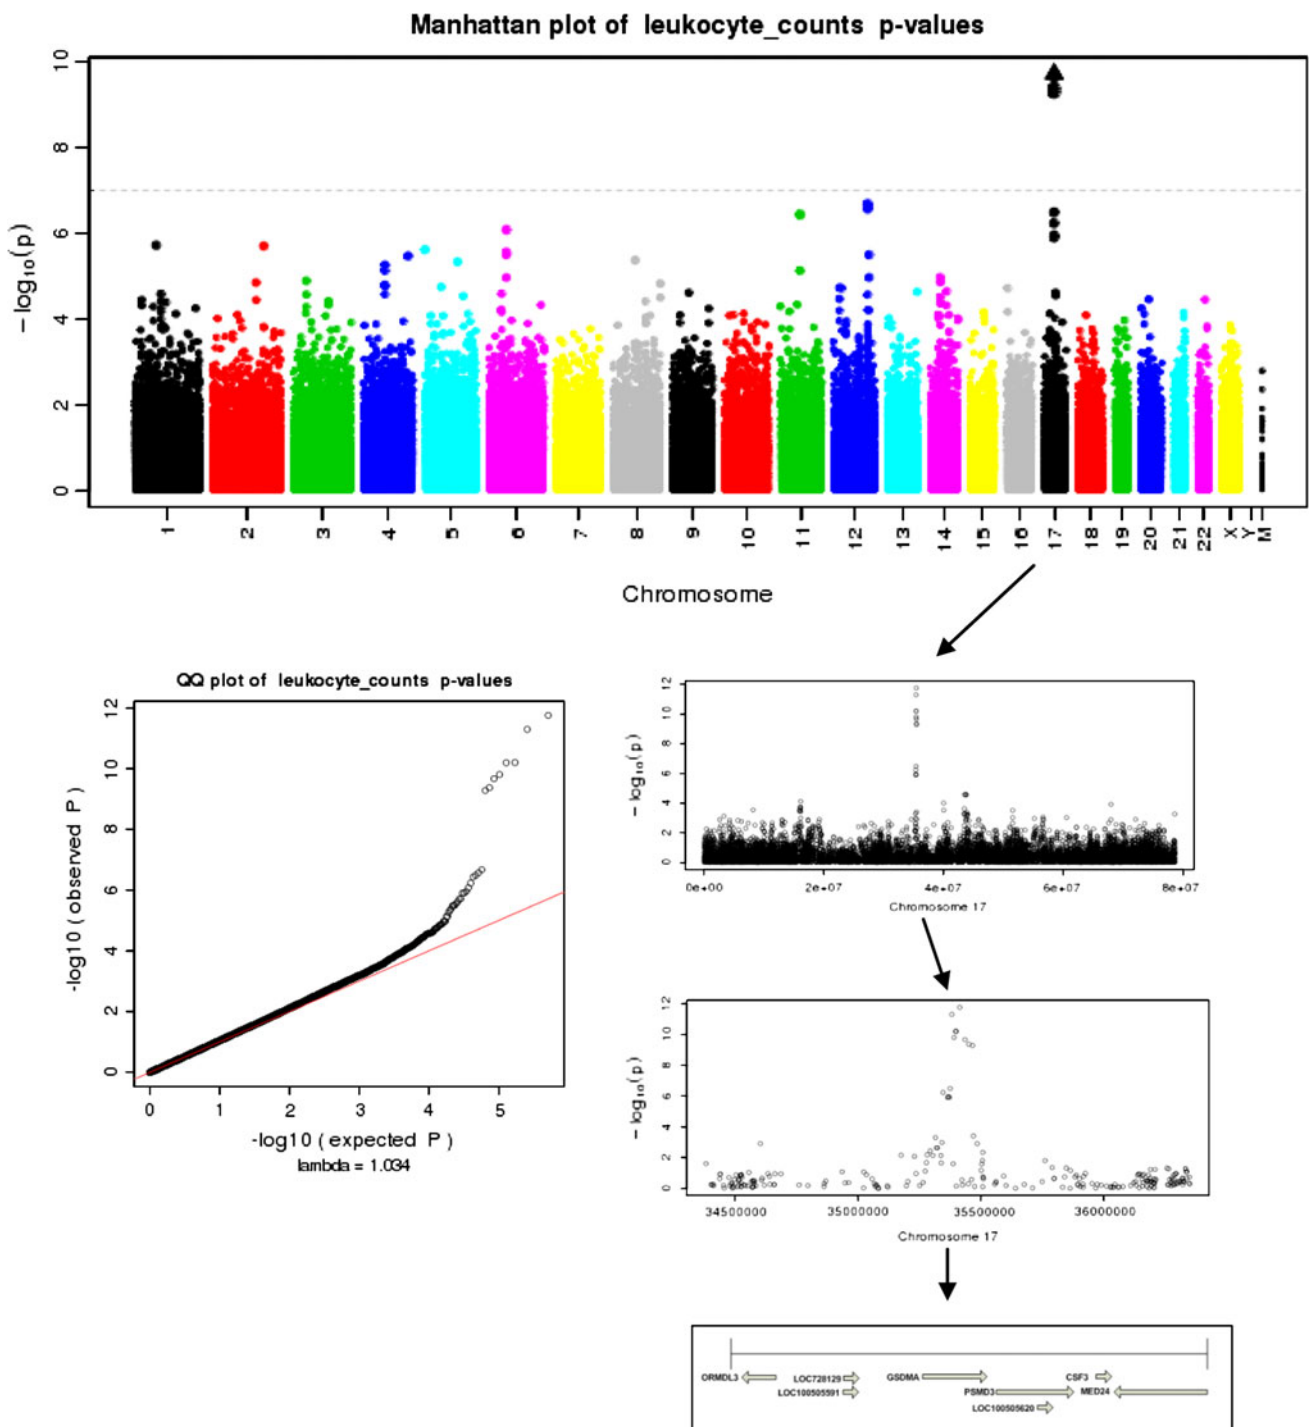 Manhattan plot of leukocyte_counts p-values
10
8
6
4
2
0
−log₁₀(p)
1 2 3 4 5 6 7 8 9 10 11 12 13 14 15 16 17 18 19 20 21 22 X Y M
Chromosome
QQ plot of leukocyte_counts p-values
12
10
8
6
4
2
0
-log10 ( observed P )
0 1 2 3 4 5
-log10 ( expected P )
lambda = 1.034
12
10
8
6
4
2
0
−log₁₀(p)
0e+00 2e+07 4e+07 6e+07 8e+07
Chromosome 17
12
10
8
6
4
2
0
−log₁₀(p)
34500000 35000000 35500000 36000000
Chromosome 17
ORMDL3 LOC728129 GSDMA CSF3
LOC100505591 PSMD3 MED24
LOC100505620